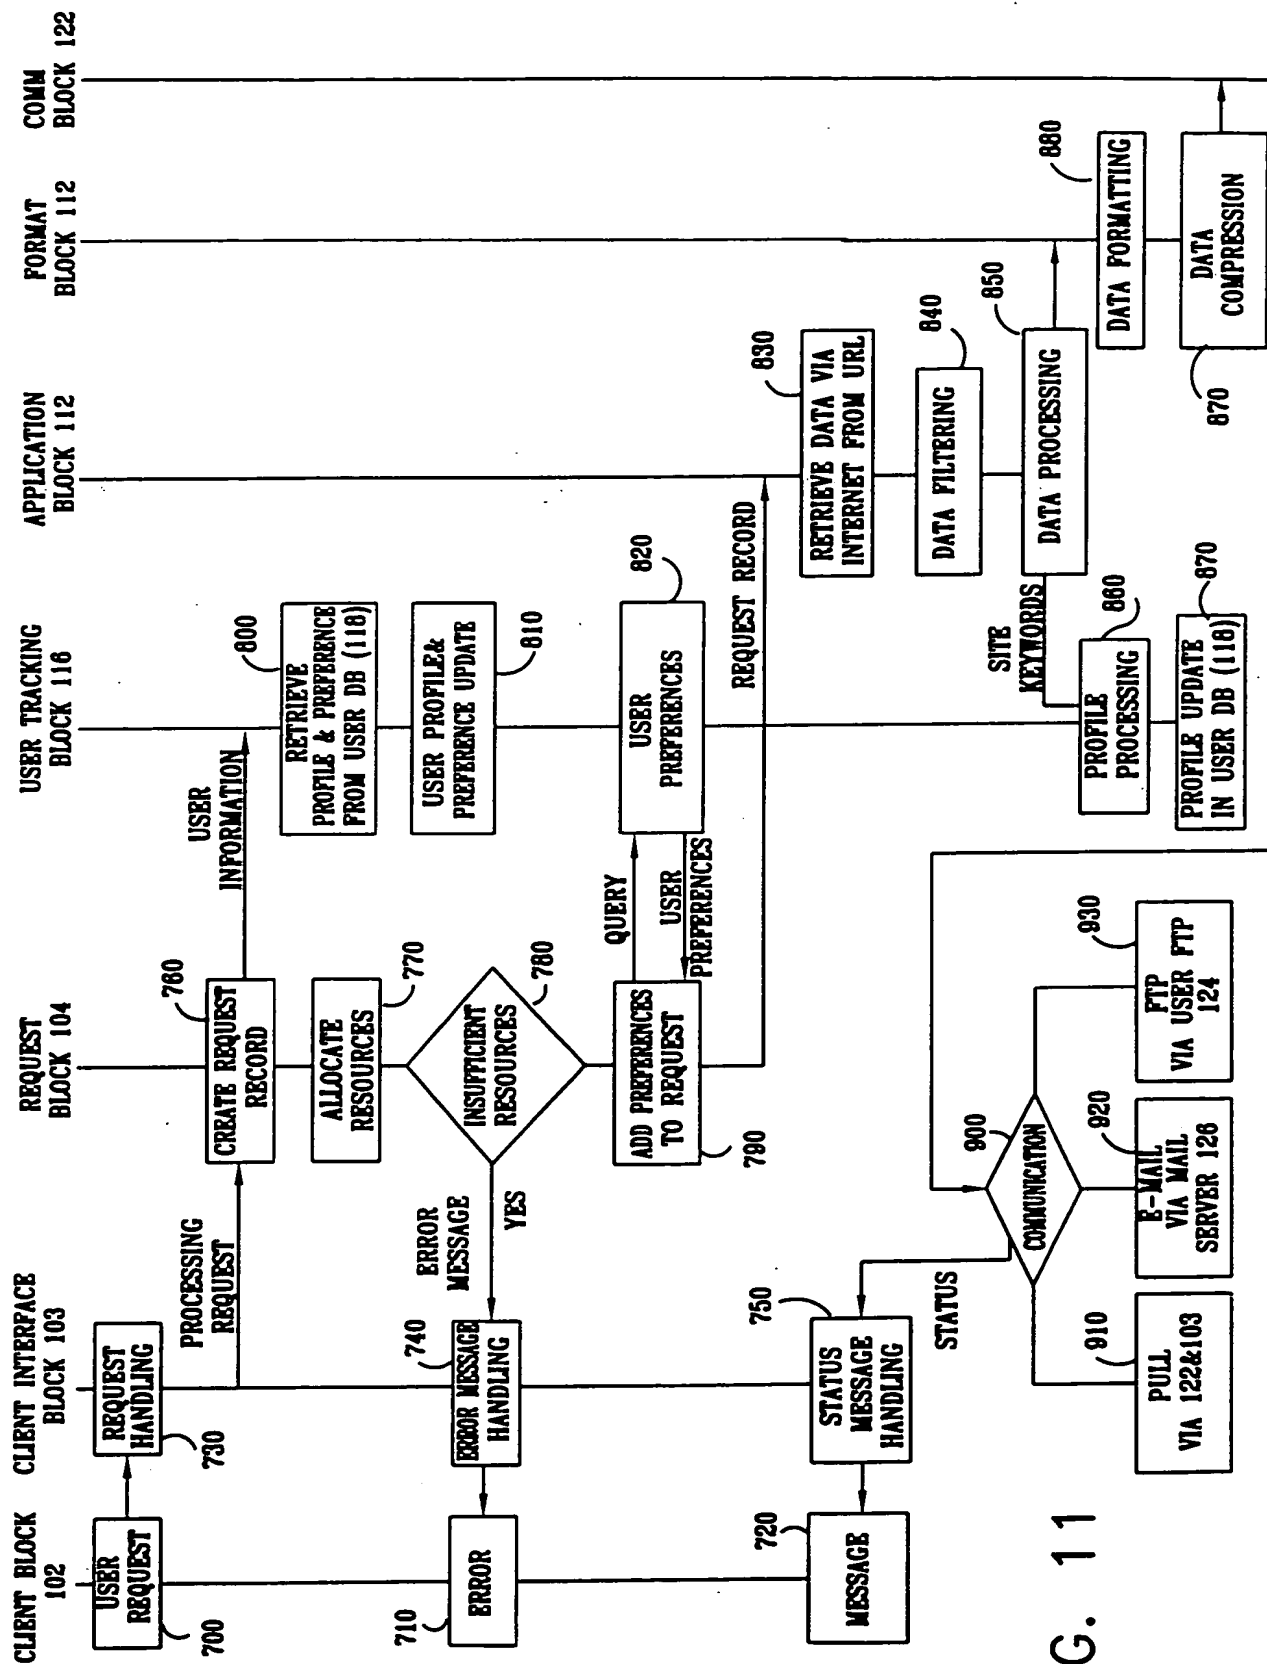 CLIENT BLOCK
102
CLIENT INTERFACE
BLOCK 103
REQUEST
BLOCK 104
USER TRACKING
BLOCK 116
APPLICATION
BLOCK 112
FORMAT
BLOCK 112
COMM
BLOCK 122
USER
REQUEST
700
REQUEST
HANDLING
730
PROCESSING
REQUEST
760
CREATE REQUEST
RECORD
USER
INFORMATION
800
RETRIEVE
PROFILE & PREFERENCE
FROM USER DB (118)
ALLOCATE
RESOURCES
770
USER PROFILE&
PREFERENCE UPDATE
810
710
ERROR
740
ERROR MESSAGE
HANDLING
ERROR
MESSAGE
YES
INSUFFICIENT
RESOURCES
780
ADD PREFERENCES
TO REQUEST
790
QUERY
USER
PREFERENCES
USER
PREFERENCES
820
REQUEST RECORD
RETRIEVE DATA VIA
INTERNET FROM URL
830
DATA FILTERING
840
DATA PROCESSING
850
SITE
KEYWORDS
PROFILE
PROCESSING
860
PROFILE UPDATE
IN USER DB (118)
870
DATA FORMATTING
880
DATA
COMPRESSION
870
720
MESSAGE
750
STATUS
MESSAGE
HANDLING
STATUS
900
COMMUNICATION
910
PULL
VIA 122&103
920
E-MAIL
VIA MAIL
SERVER 126
930
FTP
VIA USER FTP
124
G. 11